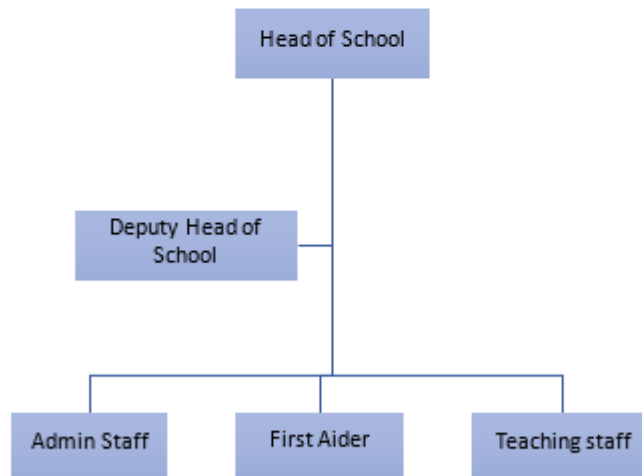 Head of School
Deputy Head of
School
Admin Staff
First Aider
Teaching staff